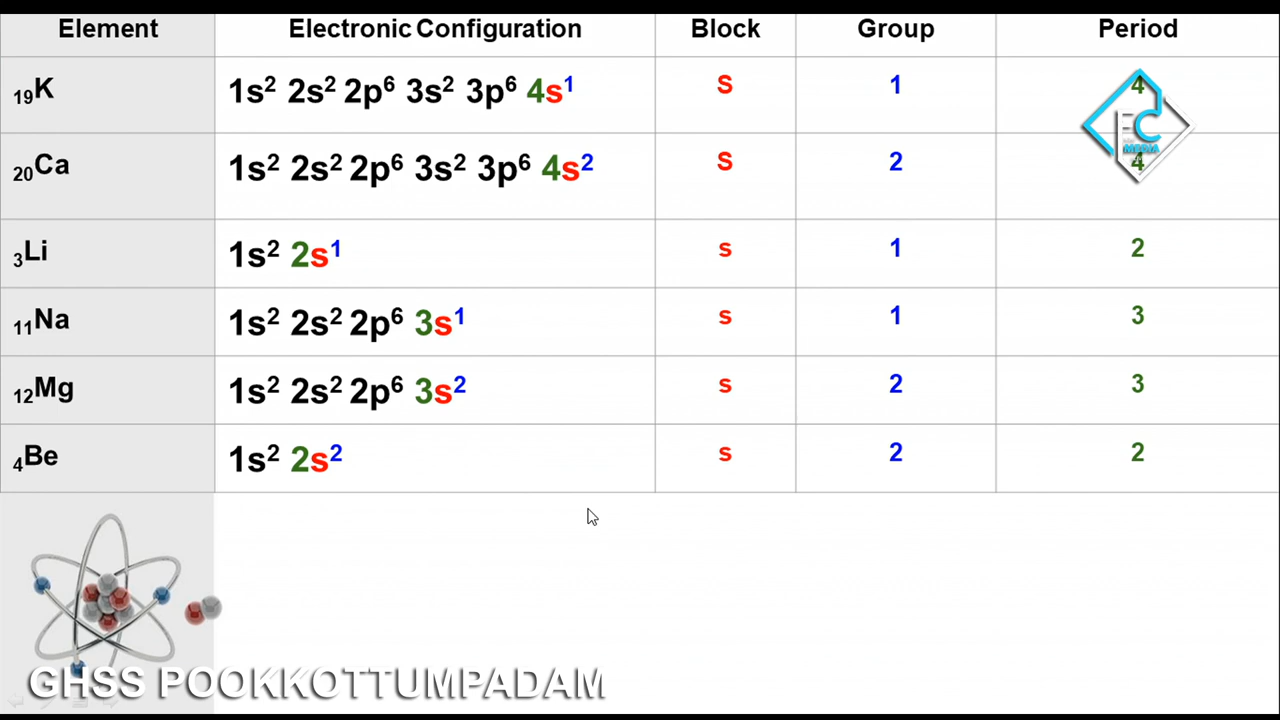 Element Electronic Configuration Block Group Period
₁₉K 1s² 2s² 2p⁶ 3s² 3p⁶ 4s¹ S 1 4
₂₀Ca 1s² 2s² 2p⁶ 3s² 3p⁶ 4s² S 2 4
₃Li 1s² 2s¹ s 1 2
₁₁Na 1s² 2s² 2p⁶ 3s¹ s 1 3
₁₂Mg 1s² 2s² 2p⁶ 3s² s 2 3
₄Be 1s² 2s² s 2 2
EC
MEDIA
GHSS POOKKOTTUMPADAM